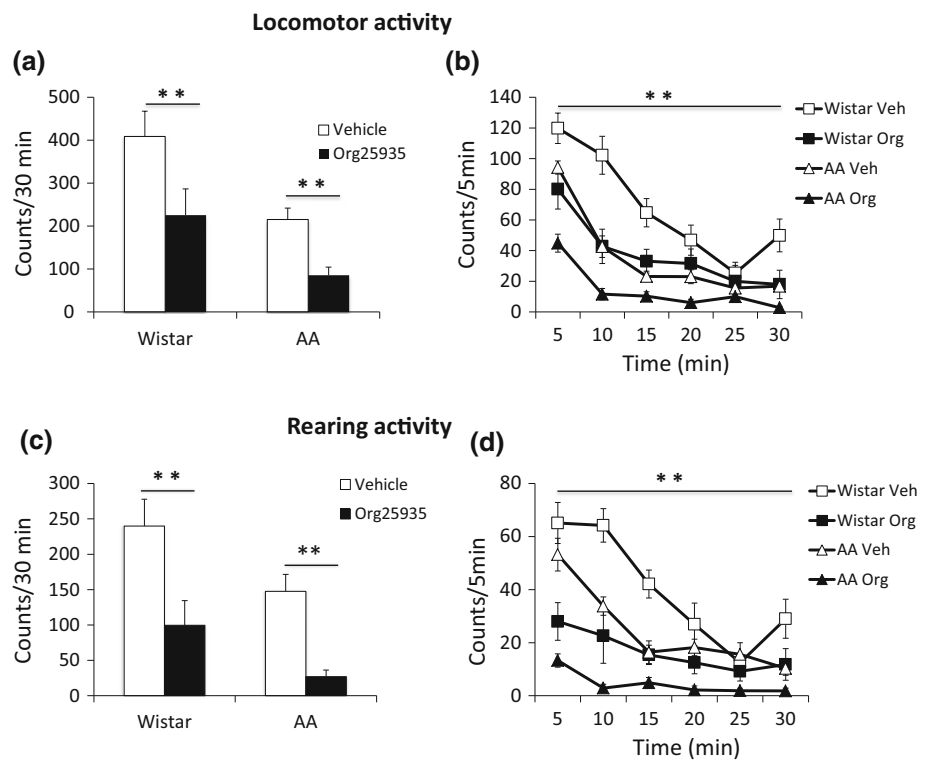 Locomotor activity
(a)
500
400
300
200
100
0
Counts/30 min
* *
* *
Vehicle
Org25935
Wistar
AA
(b)
140
120
100
80
60
40
20
0
Counts/5min
* *
Wistar Veh
Wistar Org
AA Veh
AA Org
5 10 15 20 25 30
Time (min)
Rearing activity
(c)
300
250
200
150
100
50
0
Counts/30 min
* *
**
Vehicle
Org25935
Wistar
AA
(d)
80
60
40
20
0
Counts/5min
* *
Wistar Veh
Wistar Org
AA Veh
AA Org
5 10 15 20 25 30
Time (min)